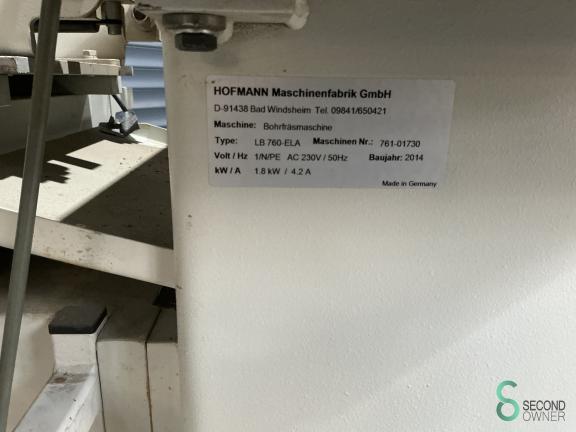 HOFMANN Maschinenfabrik GmbH
D-91438 Bad Windsheim Tel. 09841/650421
Maschine: Bohrfräsmaschine
Type: LB 760-ELA Maschinen Nr.: 761-01730
Volt / Hz 1/N/PE AC 230V / 50Hz Baujahr: 2014
kW / A 1.8 kW / 4.2 A
Made in Germany
SECOND
OWNER